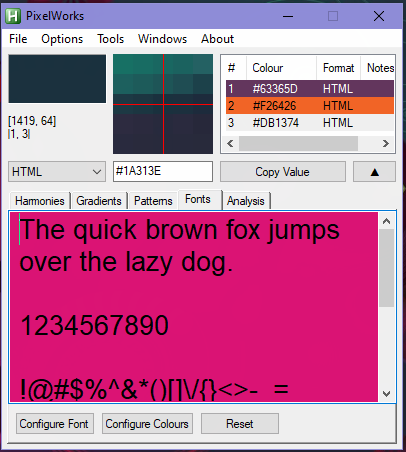 PixelWorks
File Options Tools Windows About
[1419, 64]
|1, 3|
# Colour Format Notes
1 #63365D HTML
2 #F26426 HTML
3 #DB1374 HTML
HTML #1A313E Copy Value ▲
Harmonies Gradients Patterns Fonts Analysis
The quick brown fox jumps
over the lazy dog.
1234567890
!@#$%^&*()[]\/{}<>-_=
Configure Font Configure Colours Reset